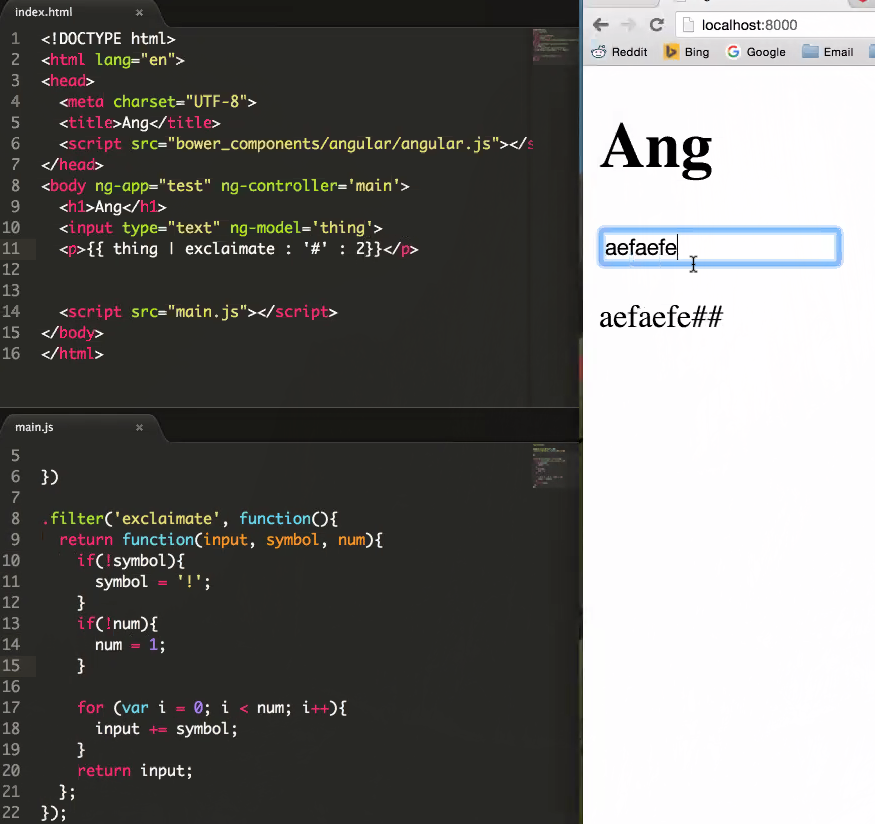 index.html ×
1 <!DOCTYPE html>
2 <html lang="en">
3 <head>
4   <meta charset="UTF-8">
5   <title>Ang</title>
6   <script src="bower_components/angular/angular.js"></s
7 </head>
8 <body ng-app="test" ng-controller='main'>
9   <h1>Ang</h1>
10   <input type="text" ng-model='thing'>
11   <p>{{ thing | exclaimate : '#' : 2}}</p>
12
13
14   <script src="main.js"></script>
15 </body>
16 </html>
main.js ×
5
6 })
7
8 .filter('exclaimate', function(){
9   return function(input, symbol, num){
10     if(!symbol){
11       symbol = '!';
12     }
13     if(!num){
14       num = 1;
15     }
16
17     for (var i = 0; i < num; i++){
18       input += symbol;
19     }
20     return input;
21   };
22 });
localhost:8000
Reddit Bing Google Email
Ang
aefaefe
aefaefe##